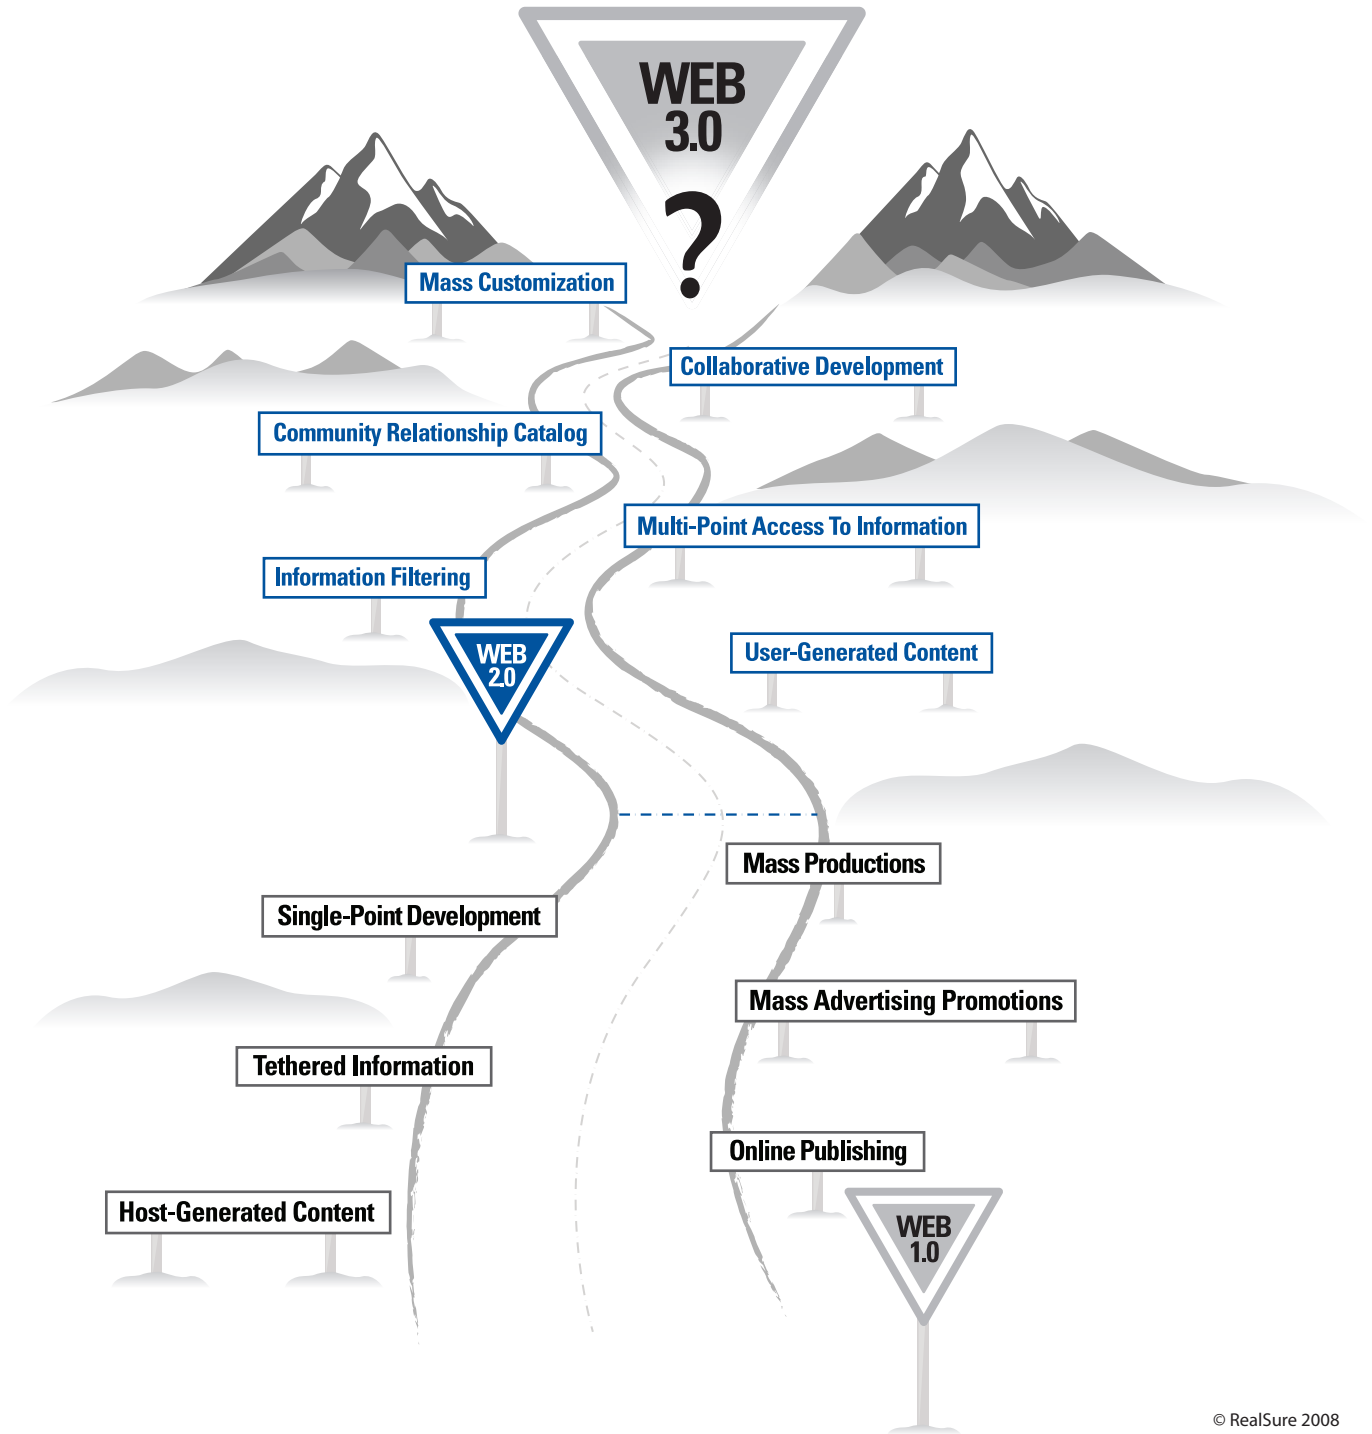 WEB
3.0
?
Mass Customization
Collaborative Development
Community Relationship Catalog
Multi-Point Access To Information
Information Filtering
WEB
2.0
User-Generated Content
Mass Productions
Single-Point Development
Mass Advertising Promotions
Tethered Information
Online Publishing
Host-Generated Content
WEB
1.0
© RealSure 2008